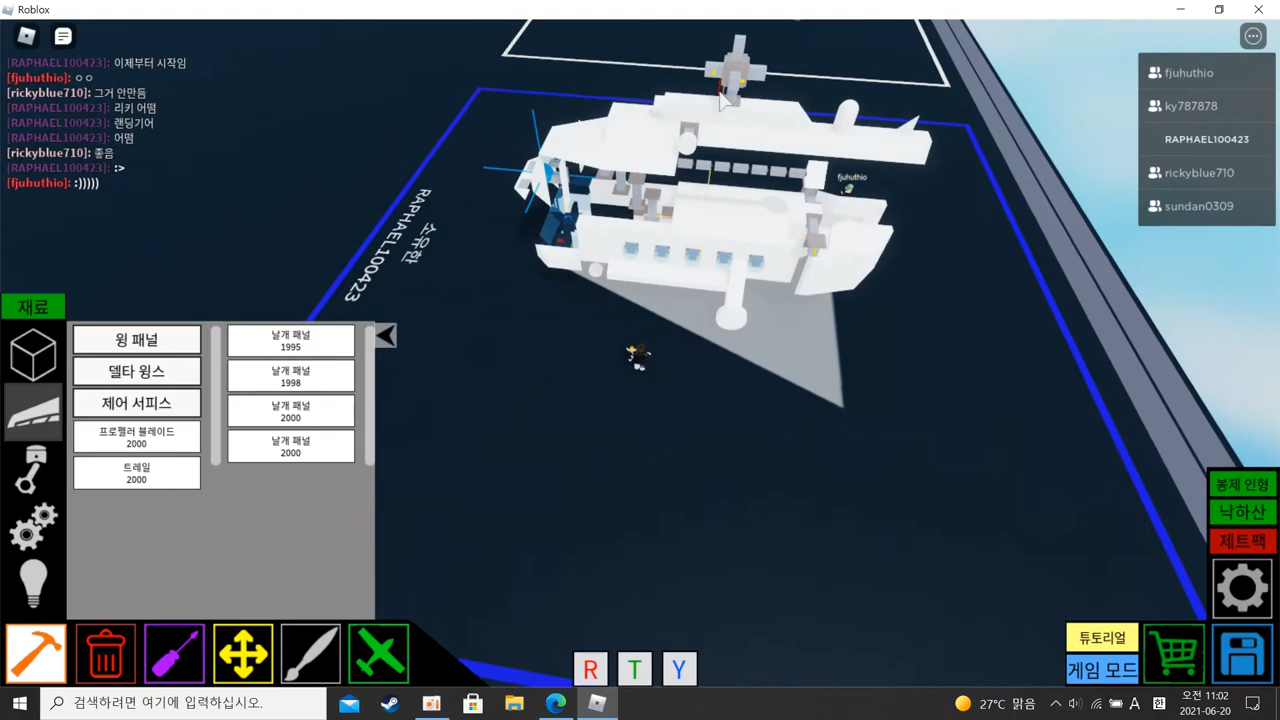 Roblox
[RAPHAEL100423]: 이제부터 시작임
[fjuhuthio]: ㅇㅇ
[rickyblue710]: 그거 안만듬
[RAPHAEL100423]: 리키 어떰
[RAPHAEL100423]: 랜딩기어
[RAPHAEL100423]: 어떰
[rickyblue710]: 좋음
[RAPHAEL100423]: :>
[fjuhuthio]: :)))))
fjuhuthio
ky787878
RAPHAEL100423
rickyblue710
sundan0309
fjuhuthio
소유한
RAPHAEL100423
재료
윙 패널
델타 윙스
제어 서피스
프로펠러 블레이드
2000
트레일
2000
날개 패널
1995
날개 패널
1998
날개 패널
2000
날개 패널
2000
봉제 인형
낙하산
제트팩
튜토리얼
게임 모드
R T Y
검색하려면 여기에 입력하십시오.
27°C 맑음
A
한
오전 11:02
2021-06-20